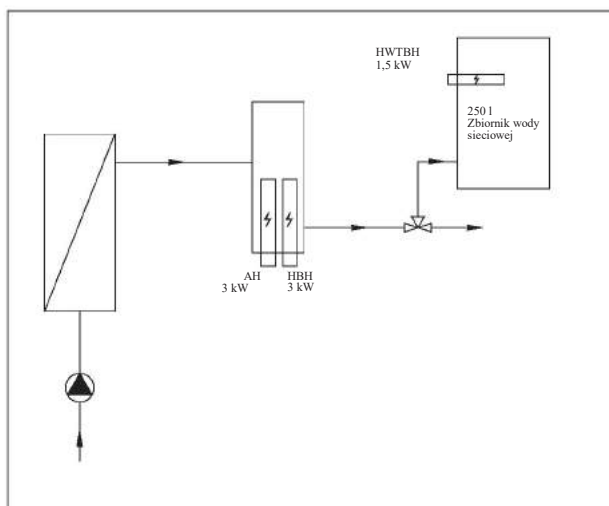 HWTBH
1,5 kW
250 l
Zbiornik wody
sieciowej
AH
3 kW
HBH
3 kW